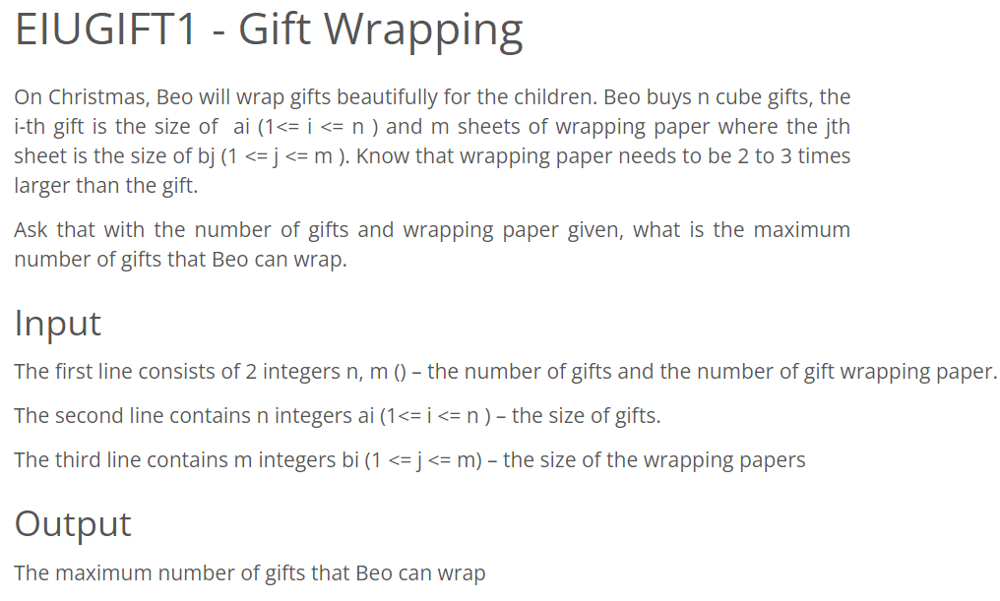 EIUGIFT1 - Gift Wrapping
On Christmas, Beo will wrap gifts beautifully for the children. Beo buys n cube gifts, the
i-th gift is the size of ai (1<= i <= n ) and m sheets of wrapping paper where the jth
sheet is the size of bj (1 <= j <= m ). Know that wrapping paper needs to be 2 to 3 times
larger than the gift.
Ask that with the number of gifts and wrapping paper given, what is the maximum
number of gifts that Beo can wrap.
Input
The first line consists of 2 integers n, m () – the number of gifts and the number of gift wrapping paper.
The second line contains n integers ai (1<= i <= n ) – the size of gifts.
The third line contains m integers bi (1 <= j <= m) – the size of the wrapping papers
Output
The maximum number of gifts that Beo can wrap